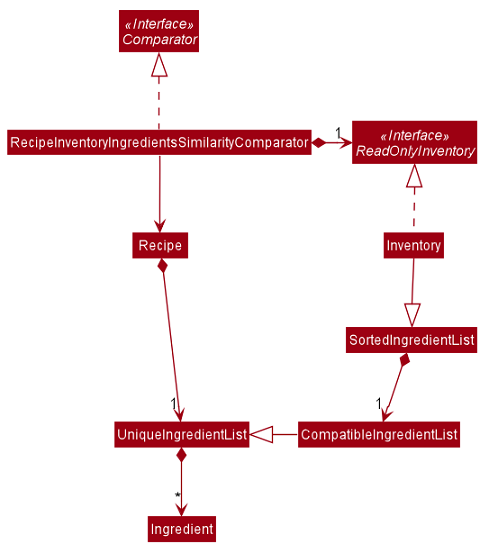 «Interface»
Comparator
RecipeInventoryIngredientsSimilarityComparator
1
«Interface»
ReadOnlyInventory
Recipe
Inventory
SortedIngredientList
1
1
UniqueIngredientList
CompatibleIngredientList
*
Ingredient